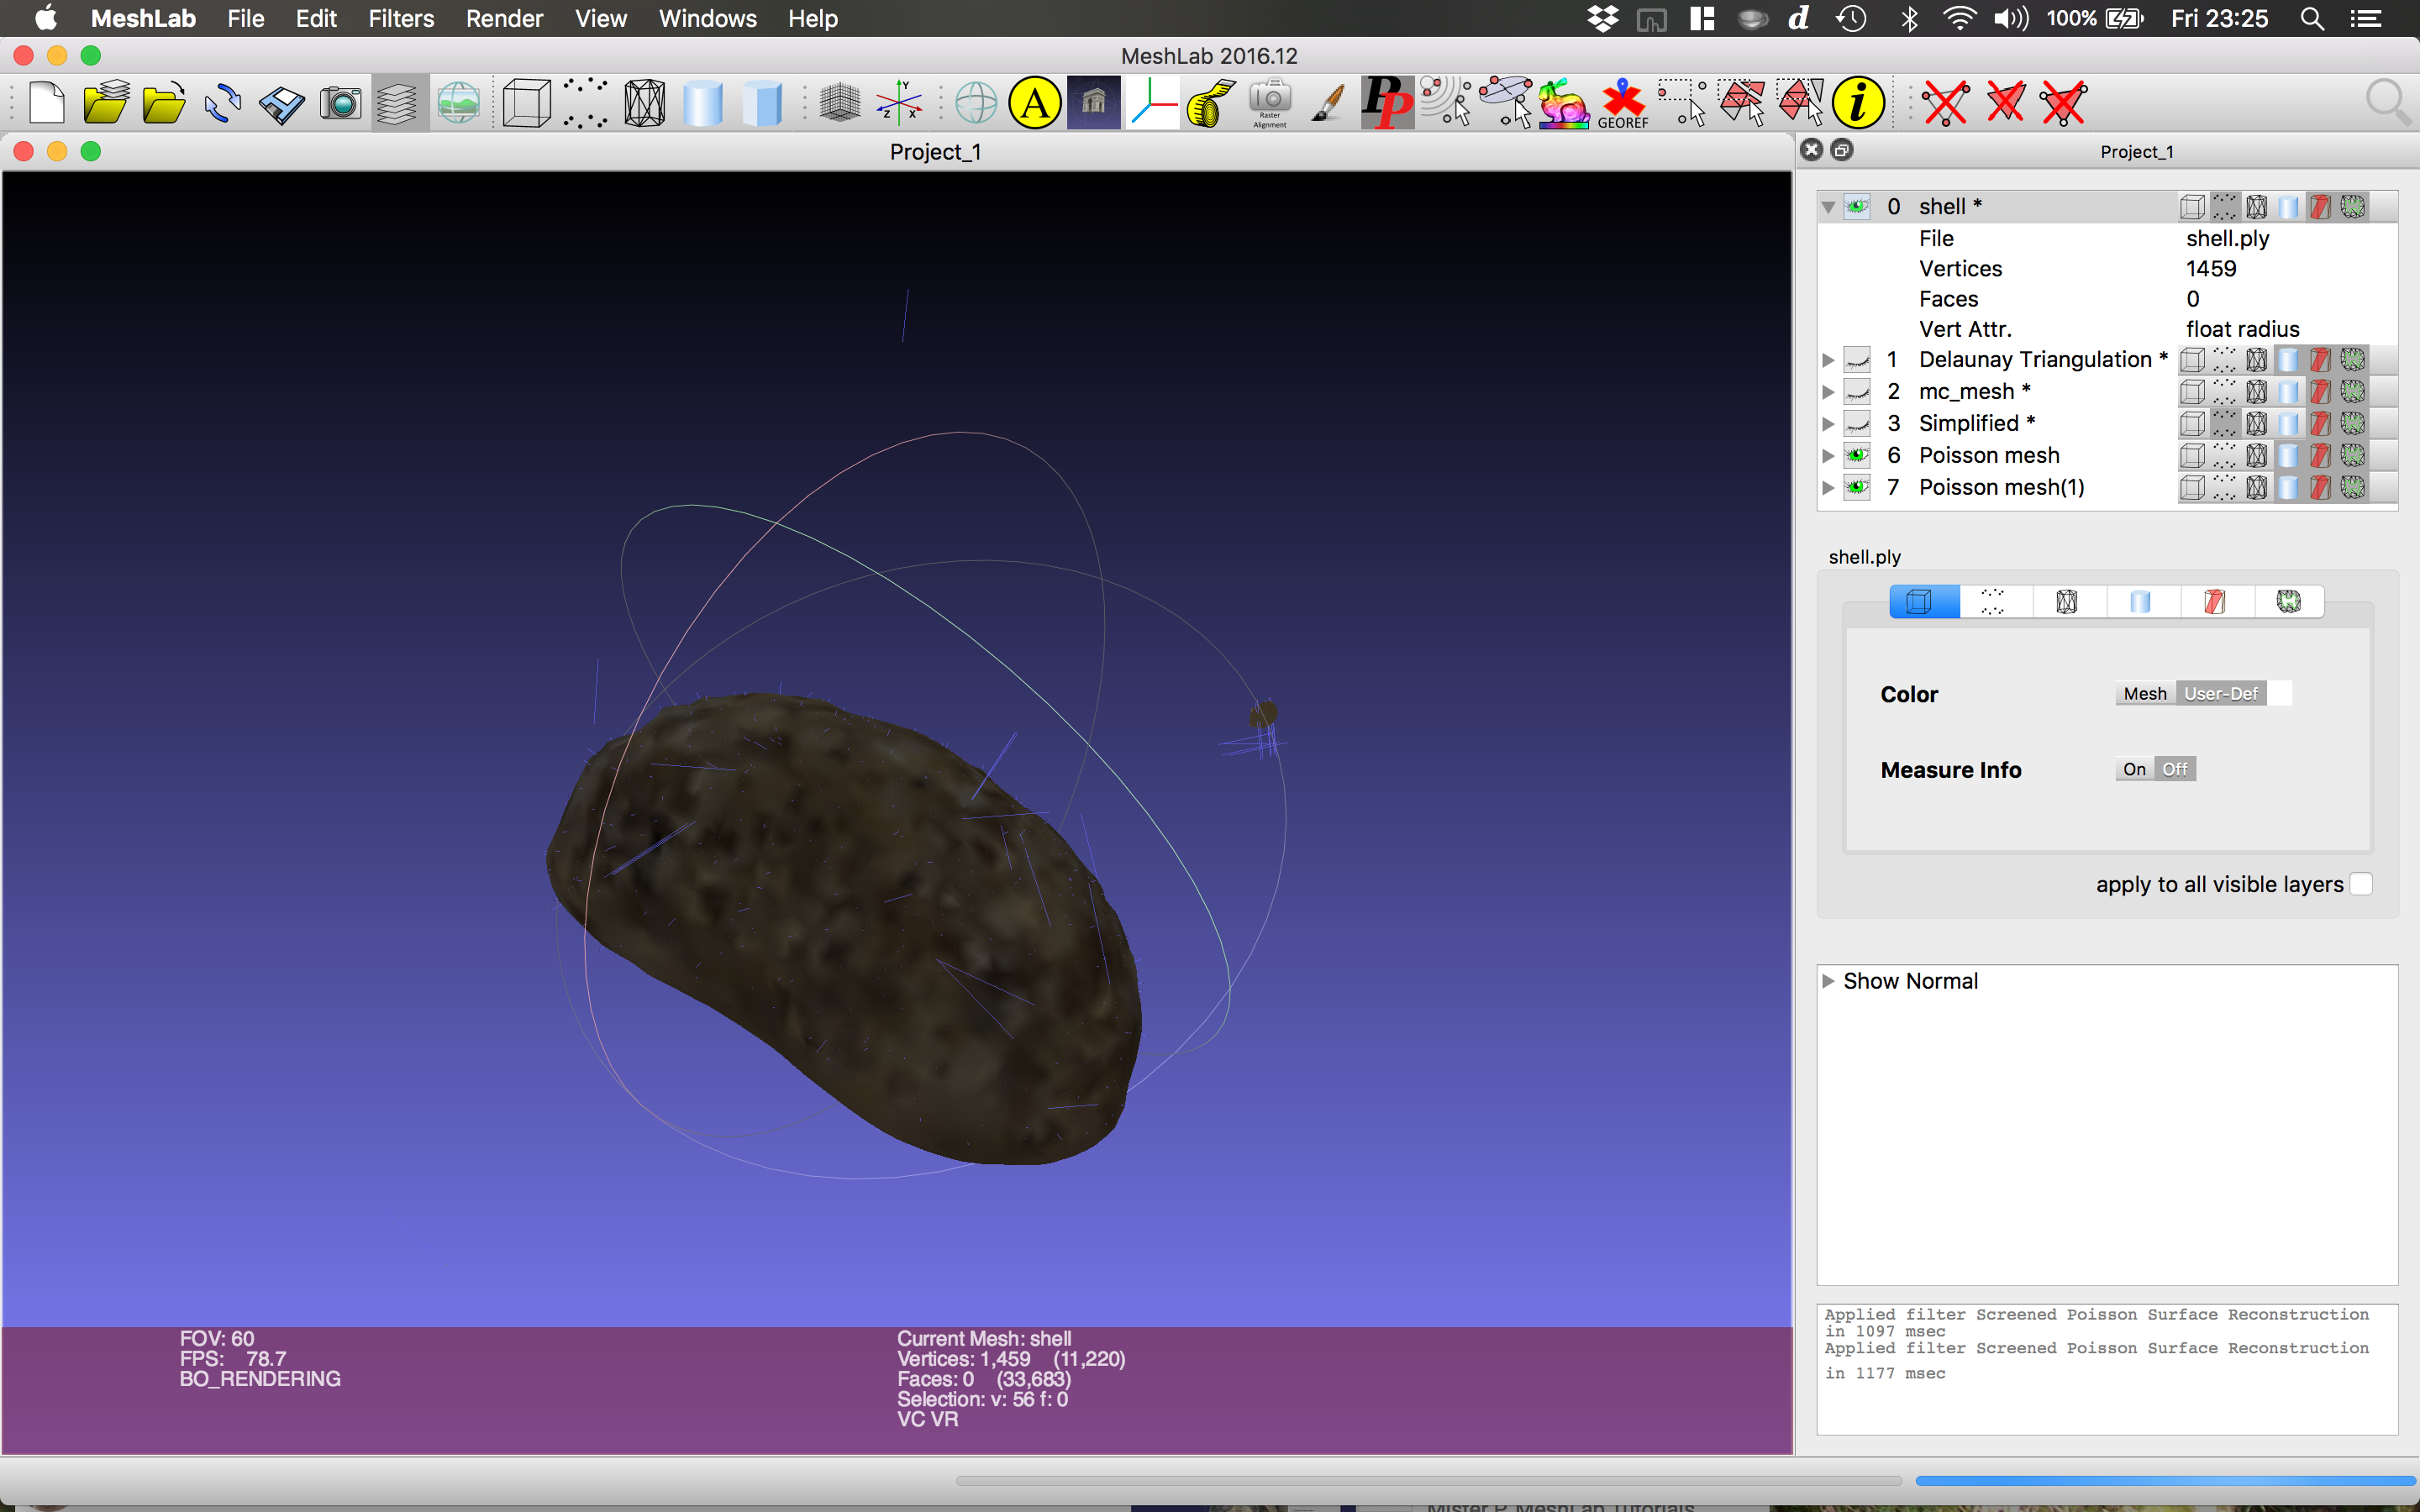 MeshLab File Edit Filters Render View Windows Help 100% Fri 23:25
MeshLab 2016.12
A Raster Alignment PP GEOREF i
Y Z X
Project_1
Project_1
0 shell *
File shell.ply
Vertices 1459
Faces 0
Vert Attr. float radius
1 Delaunay Triangulation *
2 mc_mesh *
3 Simplified *
6 Poisson mesh
7 Poisson mesh(1)
shell.ply
Color Mesh User-Def
Measure Info On Off
apply to all visible layers
Show Normal
Applied filter Screened Poisson Surface Reconstruction
in 1097 msec
Applied filter Screened Poisson Surface Reconstruction
in 1177 msec
FOV: 60
FPS: 78.7
BO_RENDERING
Current Mesh: shell
Vertices: 1,459 (11,220)
Faces: 0 (33,683)
Selection: v: 56 f: 0
VC VR
Mister P. MeshLab Tutorials